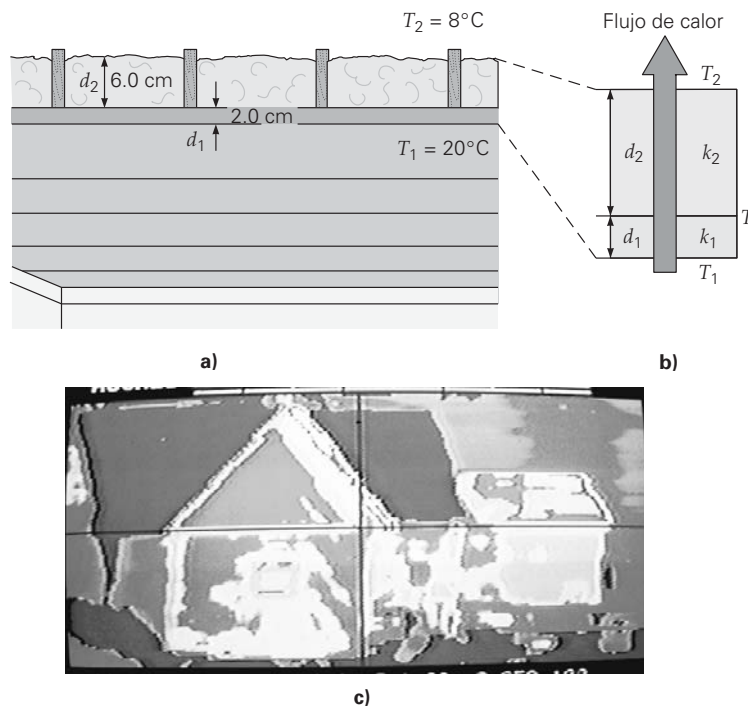 T₂ = 8°C
Flujo de calor
d₂ 6.0 cm
2.0 cm
d₁
T₁ = 20°C
T₂
d₂ k₂
T
d₁ k₁
T₁
a)
b)
c)